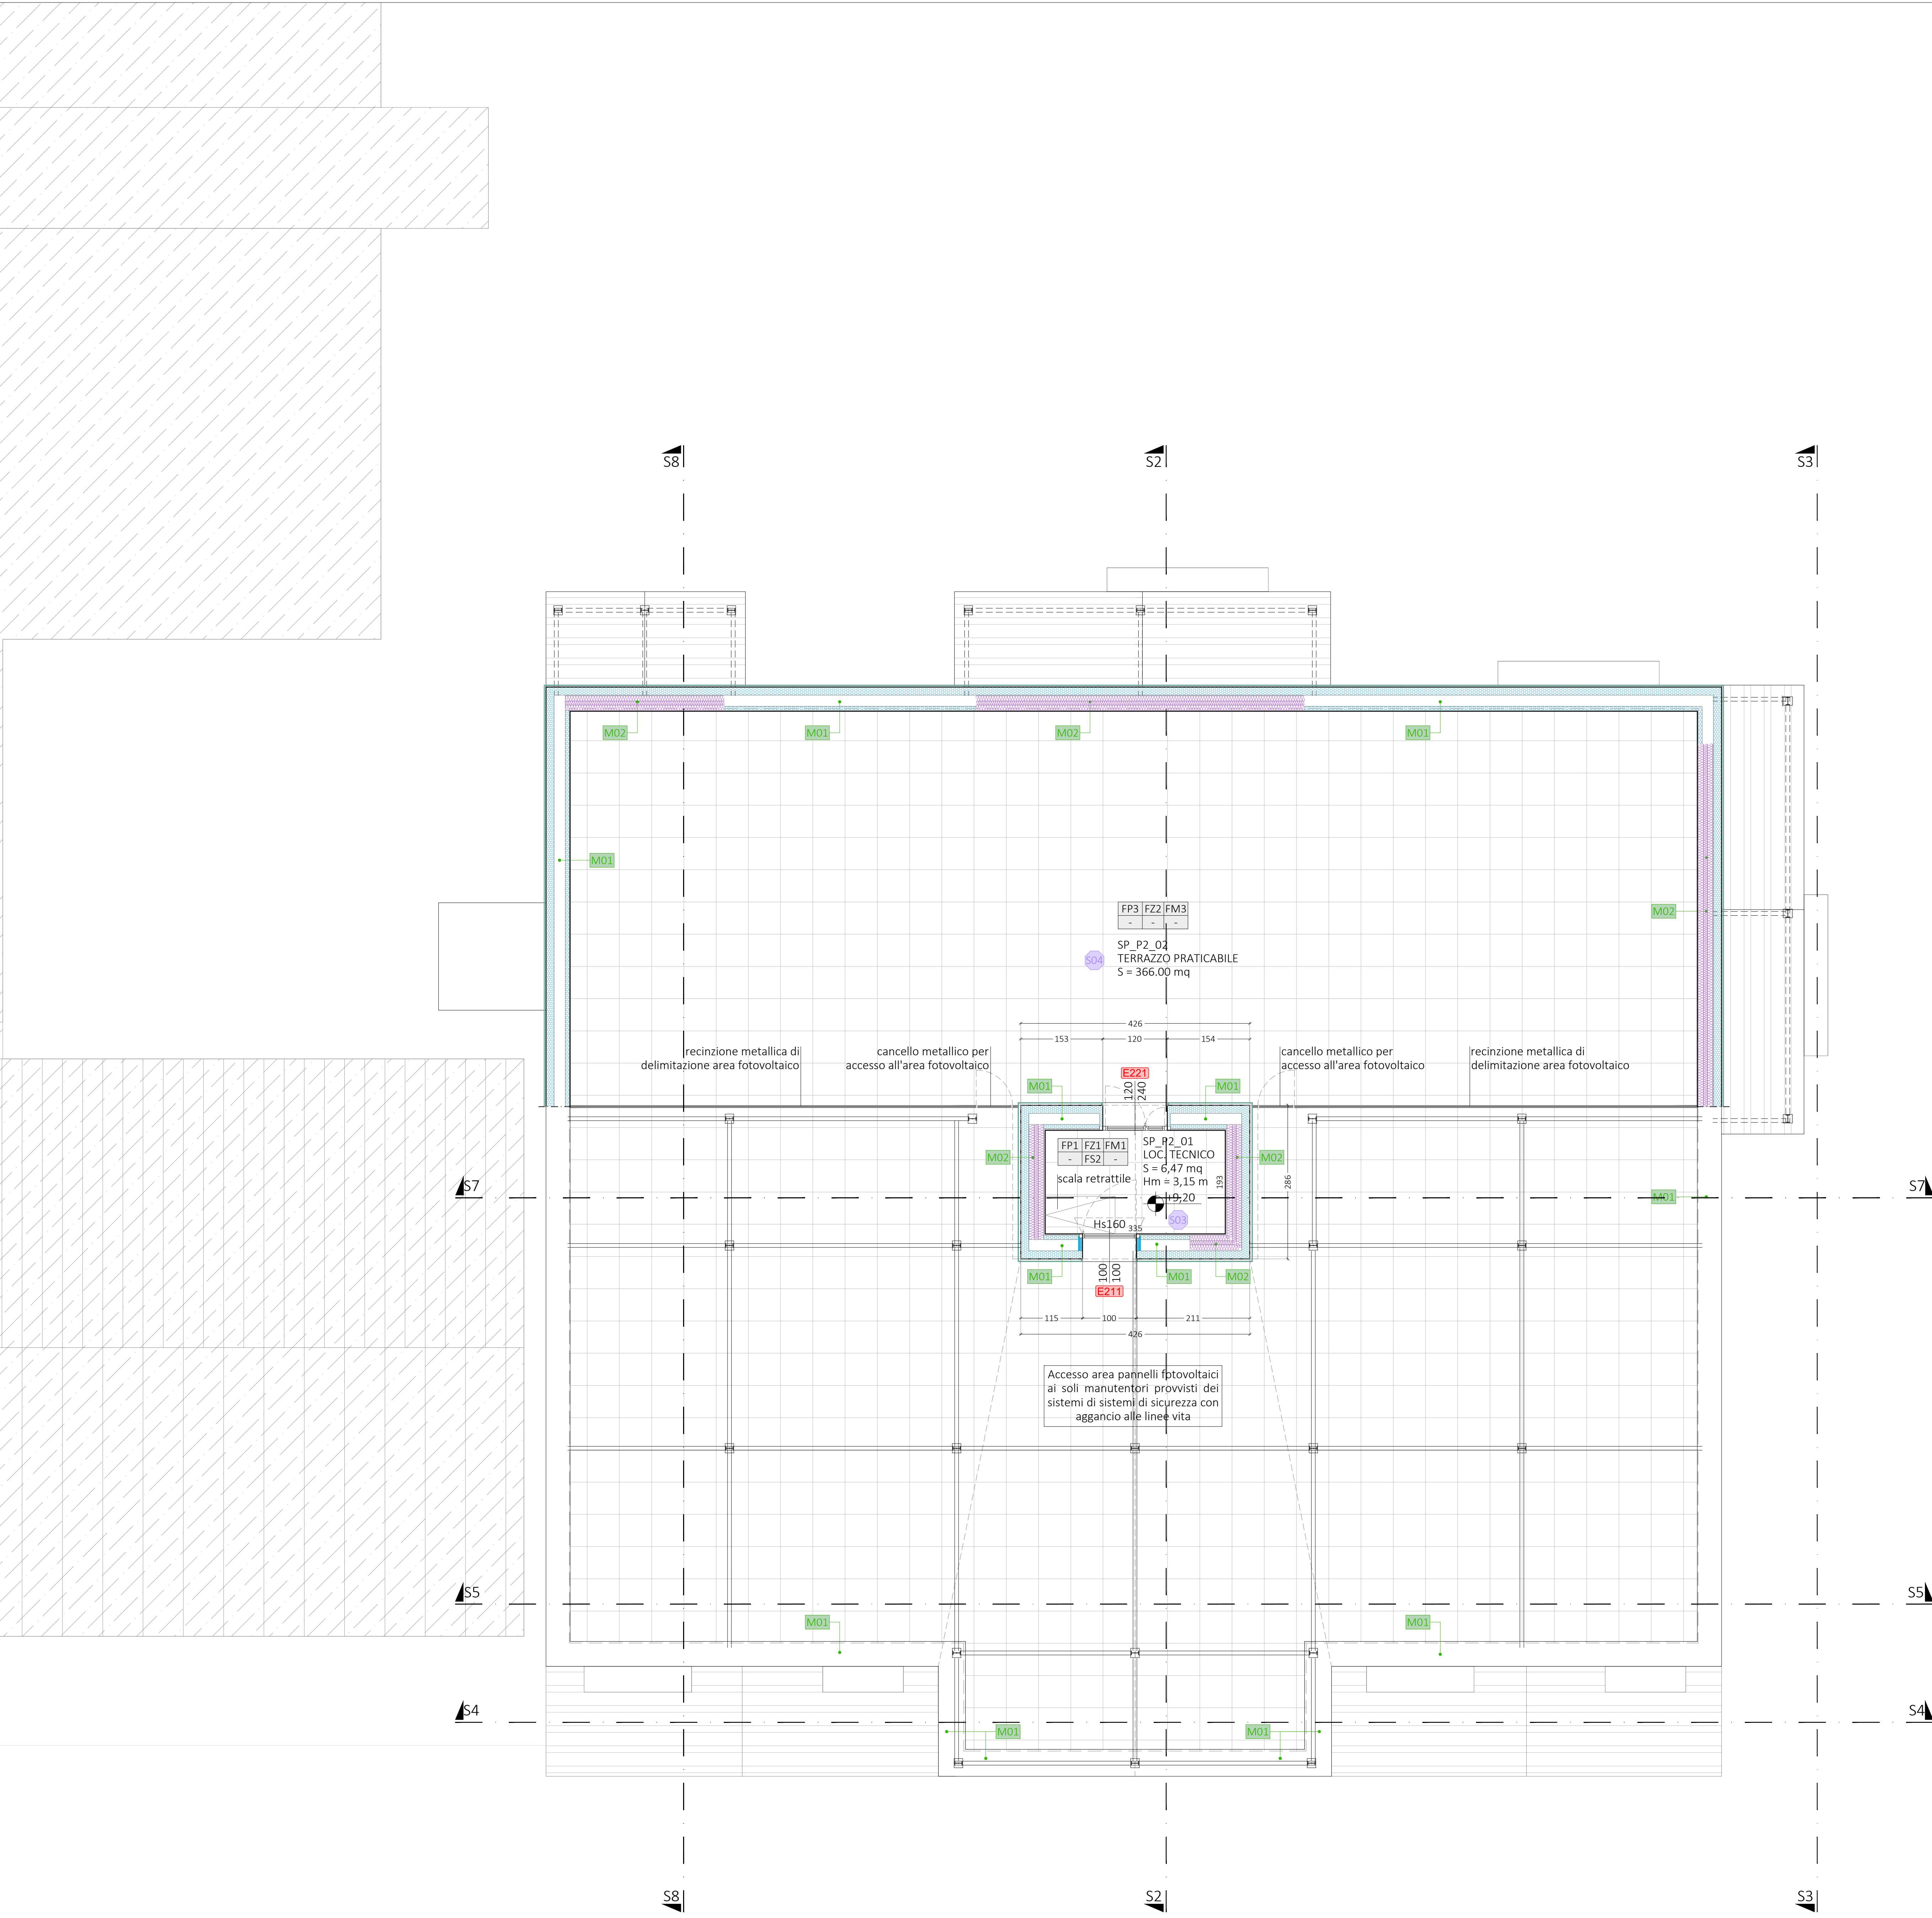 S8
S2
S3
M02
M01
M02
M01
M01
M02
FP3 FZ2 FM3
- - -
SP_P2_02
TERRAZZO PRATICABILE
S = 366.00 mq
S04
426
153
120
154
recinzione metallica di
delimitazione area fotovoltaico
cancello metallico per
accesso all'area fotovoltaico
cancello metallico per
accesso all'area fotovoltaico
recinzione metallica di
delimitazione area fotovoltaico
E221
120
240
M01
M01
FP1 FZ1 FM1
- FS2 -
SP_P2_01
LOC. TECNICO
S = 6,47 mq
Hm = 3,15 m
+9,20
M02
M02
scala retrattile
193
286
S7
S7
M01
Hs160
335
S03
M01
100
100
M01
M02
E211
115
100
211
426
Accesso area pannelli fotovoltaici
ai soli manutentori provvisti dei
sistemi di sistemi di sicurezza con
aggancio alle linee vita
S5
S5
M01
M01
S4
S4
M01
M01
S8
S2
S3